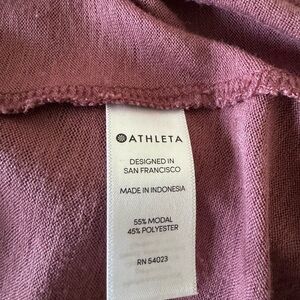 ATHLETA
DESIGNED IN
SAN FRANCISCO
MADE IN INDONESIA
55% MODAL
45% POLYESTER
RN 54023